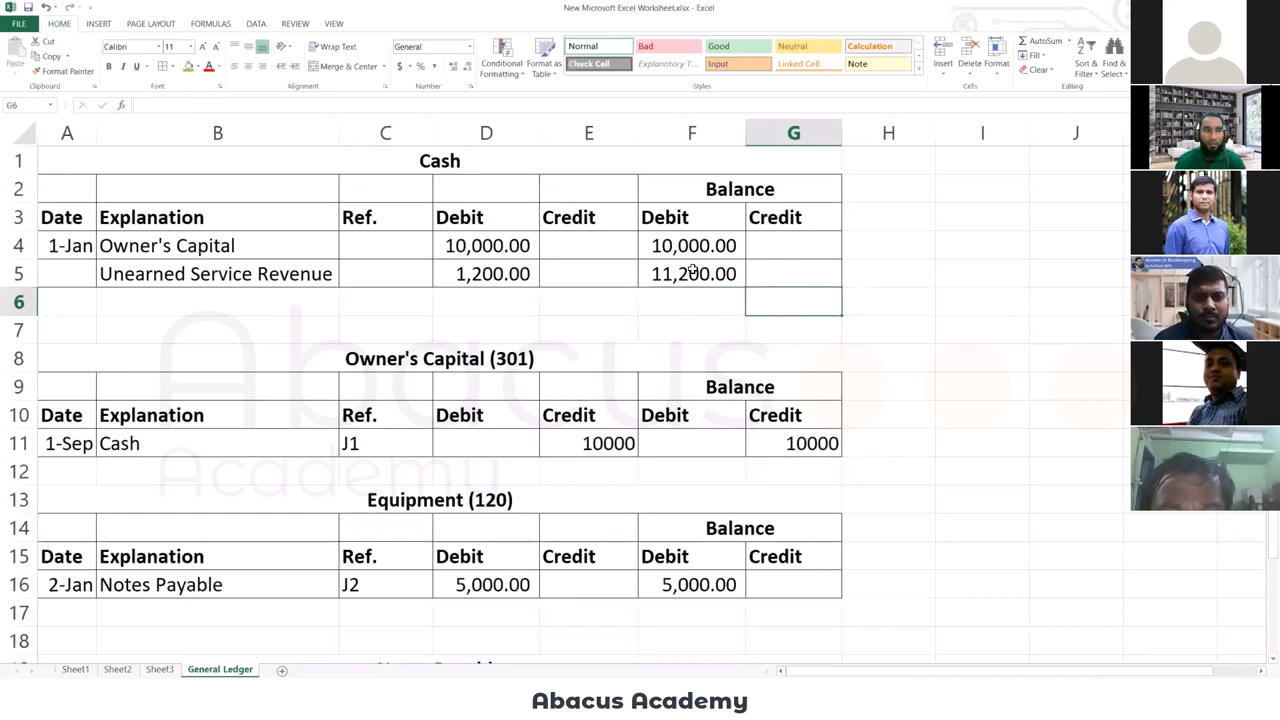 New Microsoft Excel Worksheet.xlsx - Excel
FILE HOME INSERT PAGE LAYOUT FORMULAS DATA REVIEW VIEW
Cut Calibri 11 Wrap Text General Normal Bad Good Neutral Calculation AutoSum
Paste Copy Format Painter B I U Merge & Center $ % Conditional Formatting Format as Table Check Cell Explanatory T... Input Linked Cell Note Insert Delete Format Fill Clear Sort & Filter Find & Select
Clipboard Font Alignment Number Styles Cells Editing
G6 fx
A B C D E F G H I J
1 Cash
2 Balance
3 Date Explanation Ref. Debit Credit Debit Credit
4 1-Jan Owner's Capital 10,000.00 10,000.00
5 Unearned Service Revenue 1,200.00 11,200.00
6
7
8 Owner's Capital (301)
9 Balance
10 Date Explanation Ref. Debit Credit Debit Credit
11 1-Sep Cash J1 10000 10000
12
13 Equipment (120)
14 Balance
15 Date Explanation Ref. Debit Credit Debit Credit
16 2-Jan Notes Payable J2 5,000.00 5,000.00
17
18
Abacus
Academy
Sheet1 Sheet2 Sheet3 General Ledger
Abacus Academy